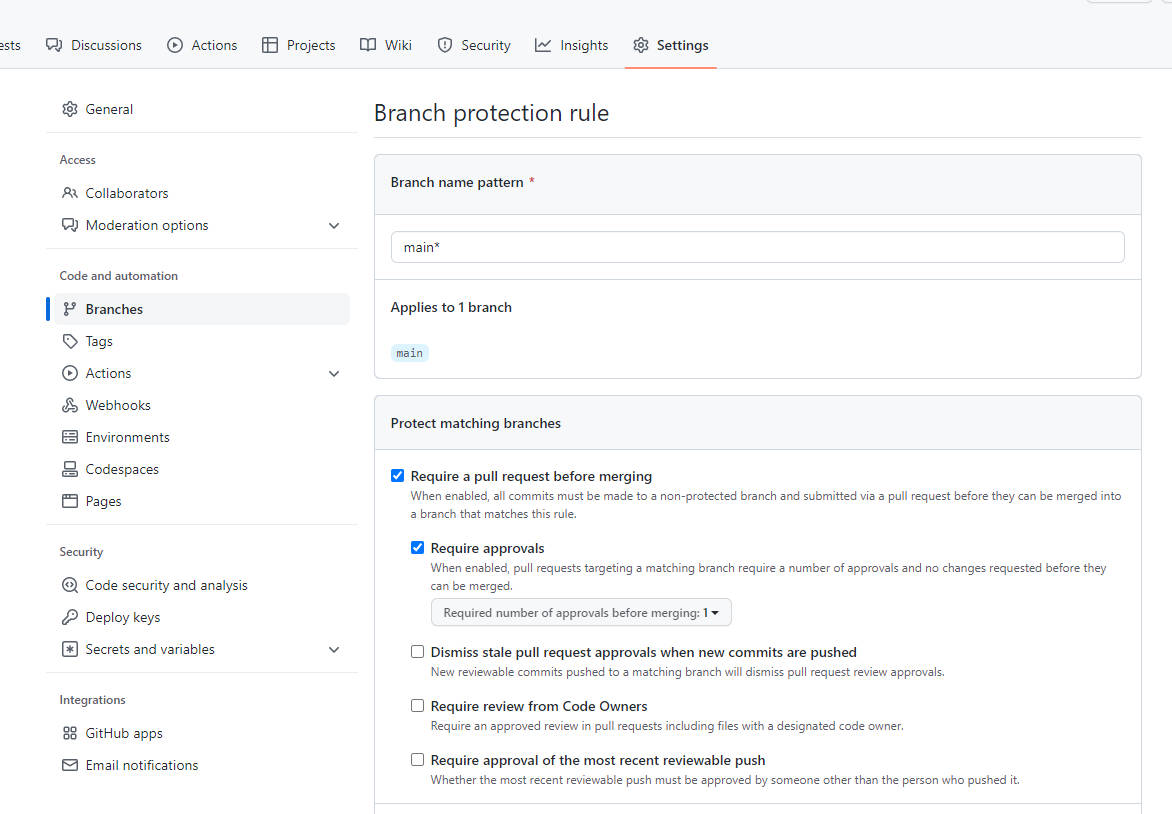 ests Discussions Actions Projects Wiki Security Insights Settings
General
Access
Collaborators
Moderation options
Code and automation
Branches
Tags
Actions
Webhooks
Environments
Codespaces
Pages
Security
Code security and analysis
Deploy keys
Secrets and variables
Integrations
GitHub apps
Email notifications
Branch protection rule
Branch name pattern *
main*
Applies to 1 branch
main
Protect matching branches
Require a pull request before merging
When enabled, all commits must be made to a non-protected branch and submitted via a pull request before they can be merged into
a branch that matches this rule.
Require approvals
When enabled, pull requests targeting a matching branch require a number of approvals and no changes requested before they
can be merged.
Required number of approvals before merging: 1
Dismiss stale pull request approvals when new commits are pushed
New reviewable commits pushed to a matching branch will dismiss pull request review approvals.
Require review from Code Owners
Require an approved review in pull requests including files with a designated code owner.
Require approval of the most recent reviewable push
Whether the most recent reviewable push must be approved by someone other than the person who pushed it.